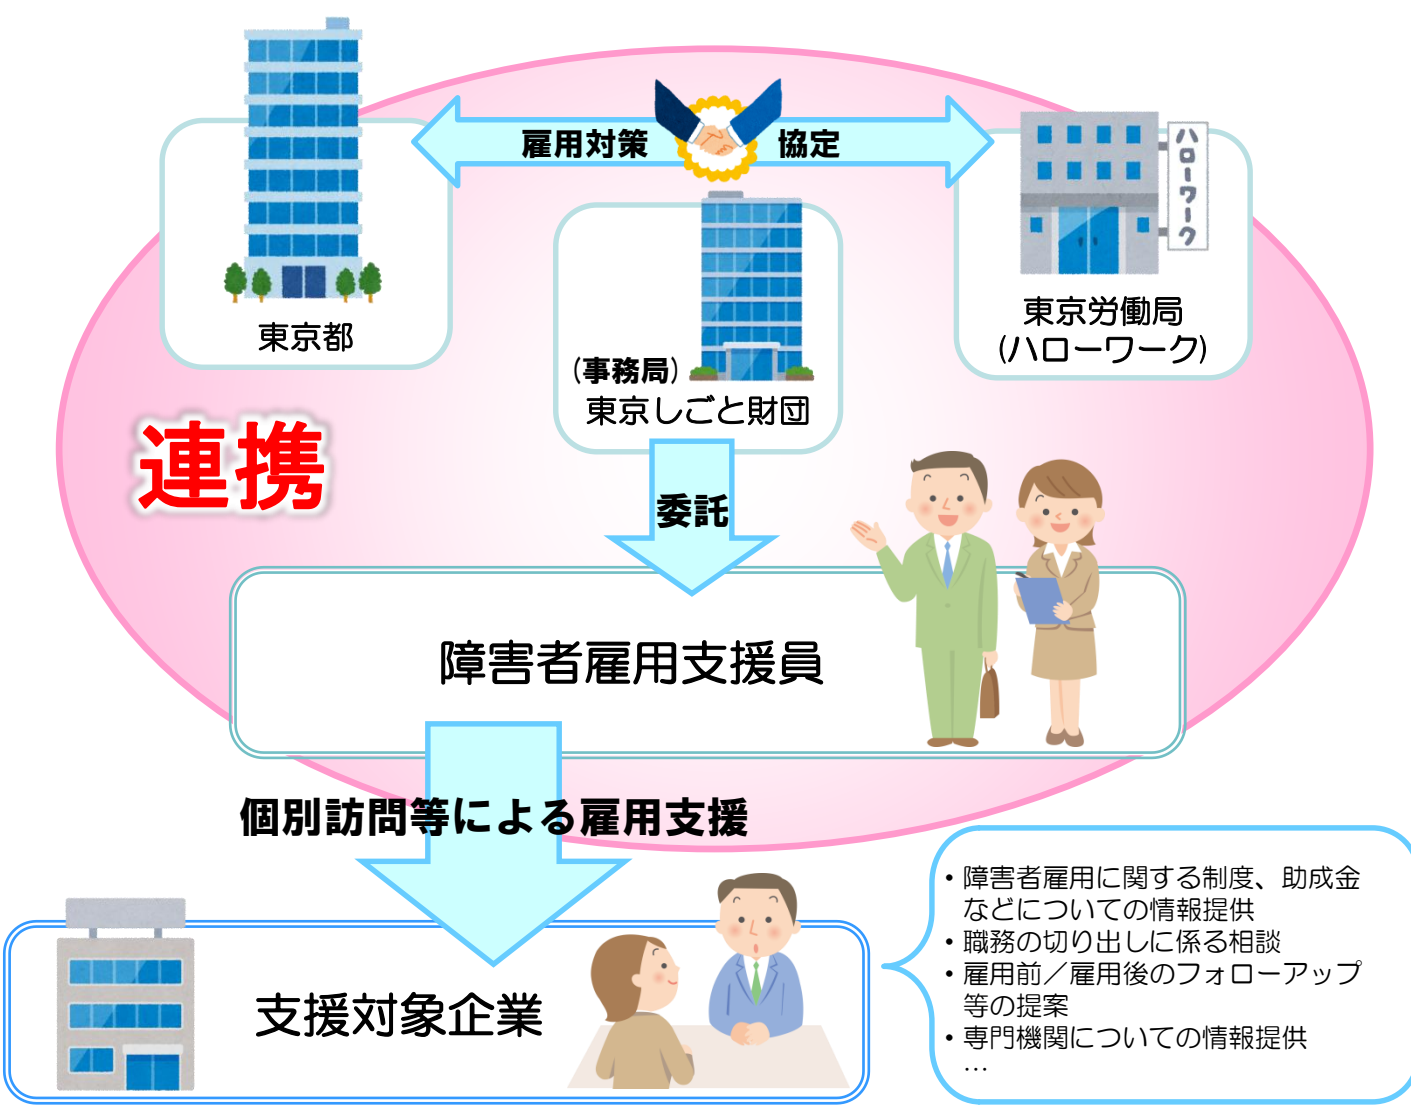 雇用対策 協定
ハローワーク
東京都
東京労働局
(ハローワーク)
(事務局)
東京しごと財団
連携
委託
障害者雇用支援員
個別訪問等による雇用支援
支援対象企業
・障害者雇用に関する制度、助成金
などについての情報提供
・職務の切り出しに係る相談
・雇用前／雇用後のフォローアップ
等の提案
・専門機関についての情報提供
…